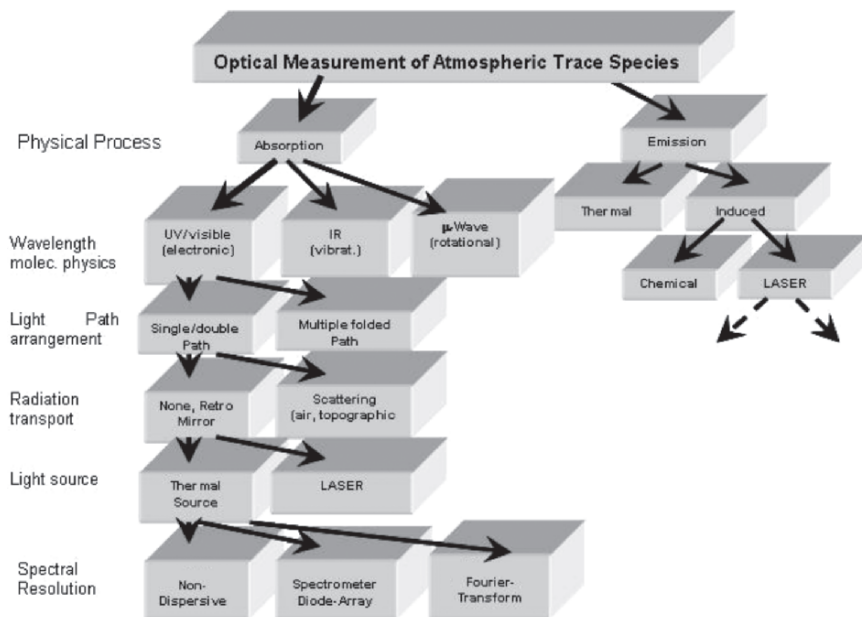 Optical Measurement of Atmospheric Trace Species
Physical Process
Absorption
Emission
Wavelength
molec. physics
UV/visible
(electronic)
IR
(vibrat.)
μ-Wave
(rotational)
Thermal
Induced
Chemical
LASER
Light Path
arrangement
Single/double
Path
Multiple folded
Path
Radiation
transport
None, Retro
Mirror
Scattering
(air, topographic
Light source
Thermal
Source
LASER
Spectral
Resolution
Non-
Dispersive
Spectrometer
Diode-Array
Fourier-
Transform